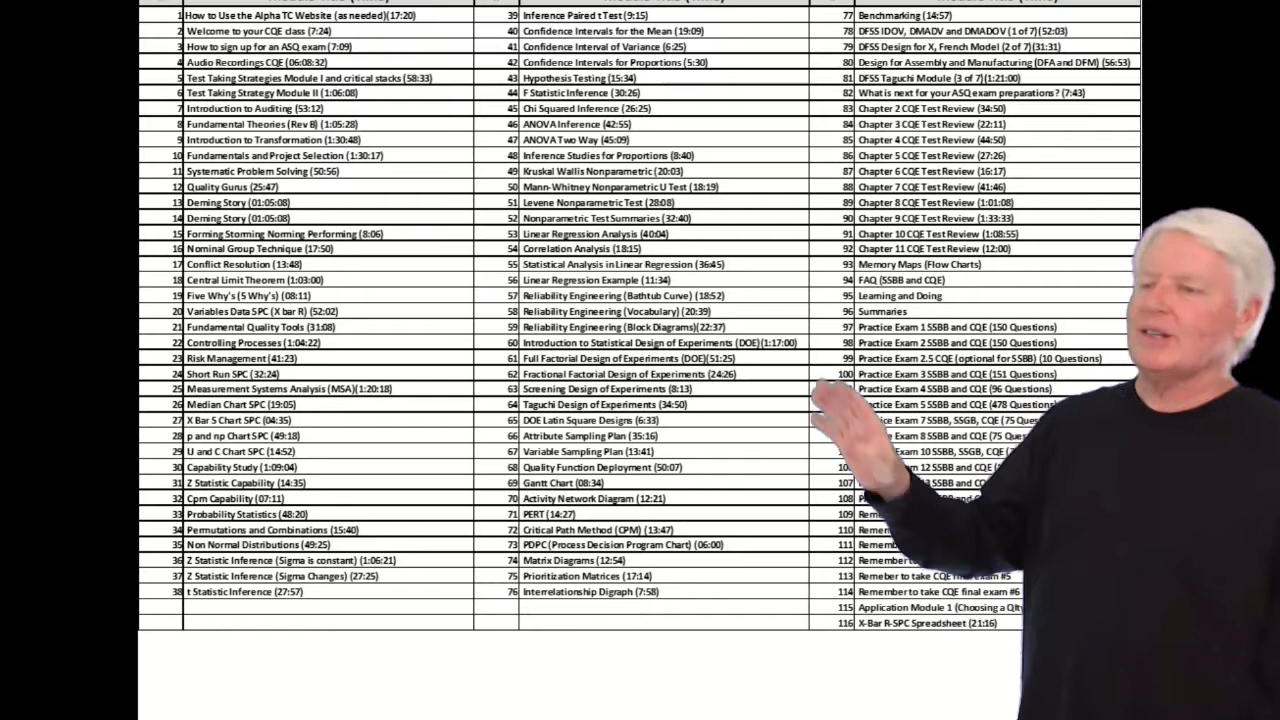 1 How to Use the Alpha TC Website (as needed)(17:20)
2 Welcome to your CQE class (7:24)
3 How to sign up for an ASQ exam (7:09)
4 Audio Recordings CQE (06:08:32)
5 Test Taking Strategies Module I and critical stacks (58:33)
6 Test Taking Strategy Module II (1:06:08)
7 Introduction to Auditing (53:12)
8 Fundamental Theories (Rev B) (1:05:28)
9 Introduction to Transformation (1:30:48)
10 Fundamentals and Project Selection (1:30:17)
11 Systematic Problem Solving (50:56)
12 Quality Gurus (25:47)
13 Deming Story (01:05:08)
14 Deming Story (01:05:08)
15 Forming Storming Norming Performing (8:06)
16 Nominal Group Technique (17:50)
17 Conflict Resolution (13:48)
18 Central Limit Theorem (1:03:00)
19 Five Why's (5 Why's) (08:11)
20 Variables Data SPC (X bar R) (52:02)
21 Fundamental Quality Tools (31:08)
22 Controlling Processes (1:04:22)
23 Risk Management (41:23)
24 Short Run SPC (32:24)
25 Measurement Systems Analysis (MSA)(1:20:18)
26 Median Chart SPC (19:05)
27 X Bar S Chart SPC (04:35)
28 p and np Chart SPC (49:18)
29 U and C Chart SPC (14:52)
30 Capability Study (1:09:04)
31 Z Statistic Capability (14:35)
32 Cpm Capability (07:11)
33 Probability Statistics (48:20)
34 Permutations and Combinations (15:40)
35 Non Normal Distributions (49:25)
36 Z Statistic Inference (Sigma is constant) (1:06:21)
37 Z Statistic Inference (Sigma Changes) (27:25)
38 t Statistic Inference (27:57)
39 Inference Paired t Test (9:15)
40 Confidence Intervals for the Mean (19:09)
41 Confidence Interval of Variance (6:25)
42 Confidence Intervals for Proportions (5:30)
43 Hypothesis Testing (15:34)
44 F Statistic Inference (30:26)
45 Chi Squared Inference (26:25)
46 ANOVA Inference (42:55)
47 ANOVA Two Way (45:09)
48 Inference Studies for Proportions (8:40)
49 Kruskal Wallis Nonparametric (20:03)
50 Mann-Whitney Nonparametric U Test (18:19)
51 Levene Nonparametric Test (28:08)
52 Nonparametric Test Summaries (32:40)
53 Linear Regression Analysis (40:04)
54 Correlation Analysis (18:15)
55 Statistical Analysis in Linear Regression (36:45)
56 Linear Regression Example (11:34)
57 Reliability Engineering (Bathtub Curve) (18:52)
58 Reliability Engineering (Vocabulary) (20:39)
59 Reliability Engineering (Block Diagrams)(22:37)
60 Introduction to Statistical Design of Experiments (DOE)(1:17:00)
61 Full Factorial Design of Experiments (DOE)(51:25)
62 Fractional Factorial Design of Experiments (24:26)
63 Screening Design of Experiments (8:13)
64 Taguchi Design of Experiments (34:50)
65 DOE Latin Square Designs (6:33)
66 Attribute Sampling Plan (35:16)
67 Variable Sampling Plan (13:41)
68 Quality Function Deployment (50:07)
69 Gantt Chart (08:34)
70 Activity Network Diagram (12:21)
71 PERT (14:27)
72 Critical Path Method (CPM) (13:47)
73 PDPC (Process Decision Program Chart) (06:00)
74 Matrix Diagrams (12:54)
75 Prioritization Matrices (17:14)
76 Interrelationship Digraph (7:58)
77 Benchmarking (14:57)
78 DFSS IDOV, DMADV and DMADOV (1 of 7)(52:03)
79 DFSS Design for X, French Model (2 of 7)(31:31)
80 Design for Assembly and Manufacturing (DFA and DFM) (56:53)
81 DFSS Taguchi Module (3 of 7)(1:21:00)
82 What is next for your ASQ exam preparations? (7:43)
83 Chapter 2 CQE Test Review (34:50)
84 Chapter 3 CQE Test Review (22:11)
85 Chapter 4 CQE Test Review (44:50)
86 Chapter 5 CQE Test Review (27:26)
87 Chapter 6 CQE Test Review (16:17)
88 Chapter 7 CQE Test Review (41:46)
89 Chapter 8 CQE Test Review (1:01:08)
90 Chapter 9 CQE Test Review (1:33:33)
91 Chapter 10 CQE Test Review (1:08:55)
92 Chapter 11 CQE Test Review (12:00)
93 Memory Maps (Flow Charts)
94 FAQ (SSBB and CQE)
95 Learning and Doing
96 Summaries
97 Practice Exam 1 SSBB and CQE (150 Questions)
98 Practice Exam 2 SSBB and CQE (150 Questions)
99 Practice Exam 2.5 CQE (optional for SSBB) (10 Questions)
100 Practice Exam 3 SSBB and CQE (151 Questions)
Practice Exam 4 SSBB and CQE (96 Questions)
Practice Exam 5 SSBB and CQE (478 Questions)
Exam 7 SSBB, SSGB, CQE (75
Exam 8 SSBB and CQE (75
Exam 10 SSBB, SSGB, CQE
12 SSBB and CQE
107
108
109
110
111
112 Remember to
113 Remeber to take CQE final exam #5
114 Remember to take CQE final exam #6
115 Application Module 1 (Choosing a
116 X-Bar R-SPC Spreadsheet (21:16)